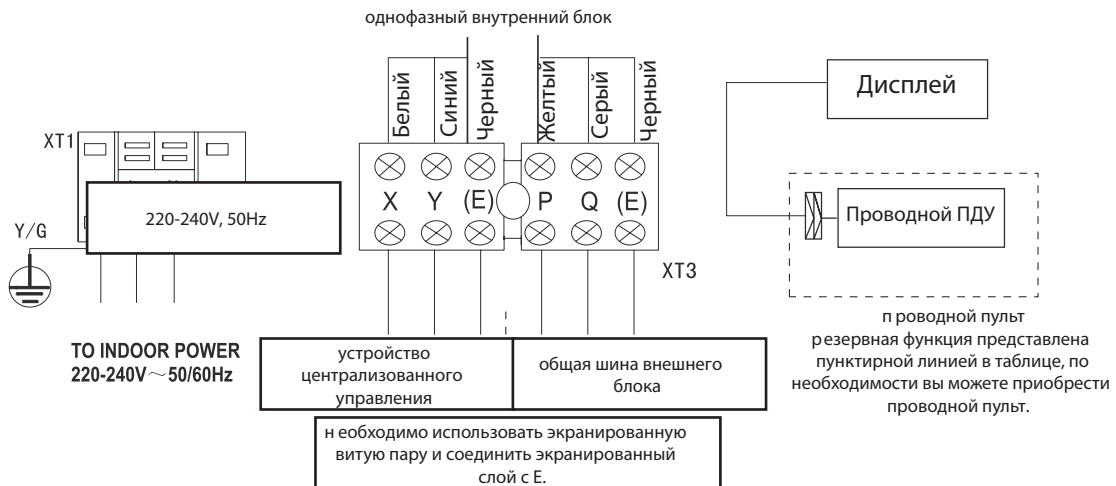 однофазный внутренний блок
Белый
Синий
Черный
Желтый
Серый
Черный
Дисплей
XT1
220-240V, 50Hz
X Y (E) P Q (E)
Проводной ПДУ
Y/G
XT3
TO INDOOR POWER
220-240V～50/60Hz
устройство
централизованного
управления
общая шина внешнего
блока
п роводной пульт
резервная функция представлена
пунктирной линией в таблице, по
необходимости вы можете приобрести
проводной пульт.
н еобходимо использовать экранированную
витую пару и соединить экранированный
слой с Е.